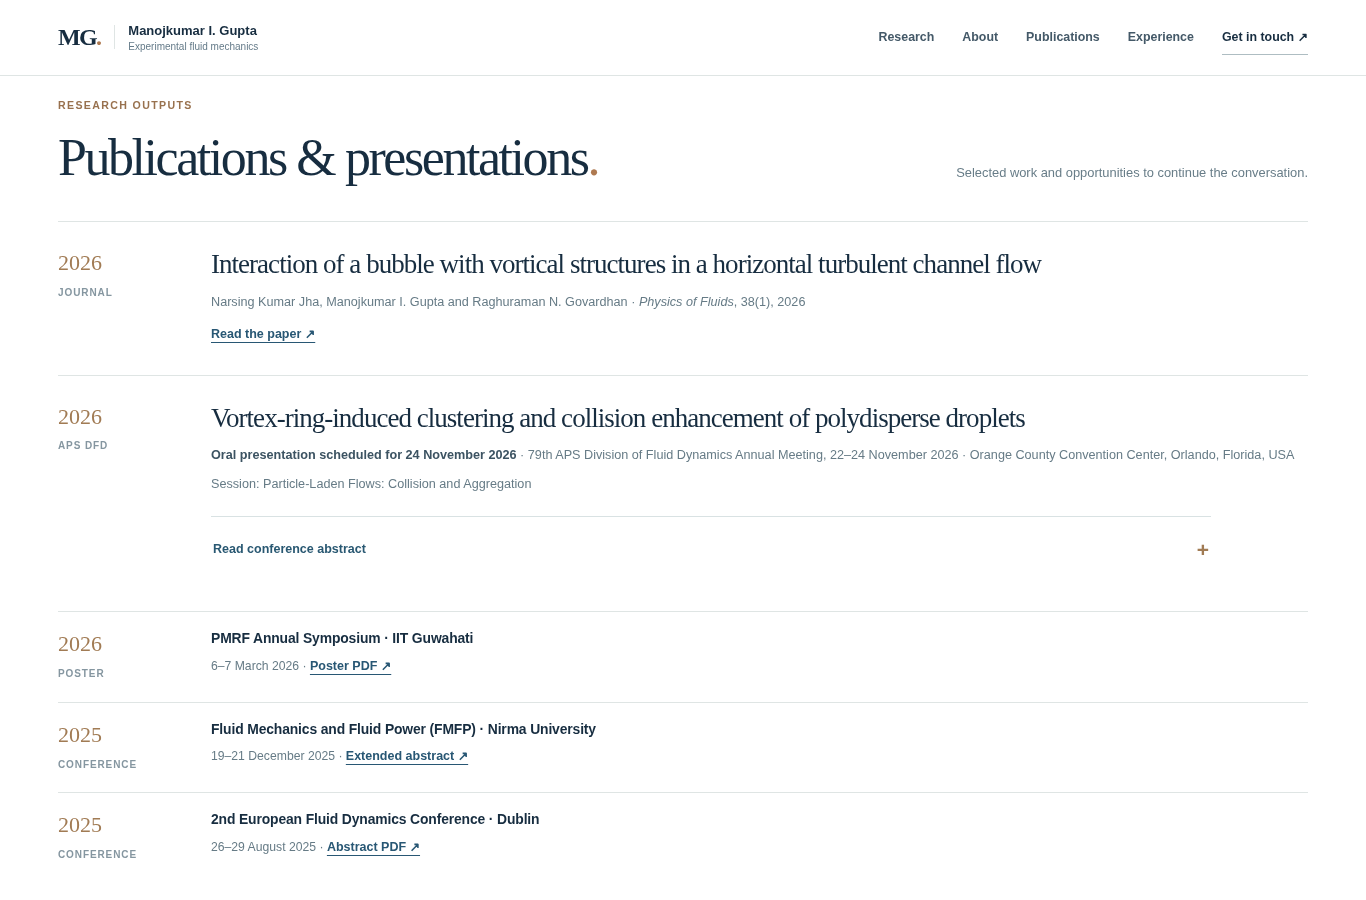 MG.
Manojkumar I. Gupta
Experimental fluid mechanics
Research
About
Publications
Experience
Get in touch ↗
RESEARCH OUTPUTS
Publications & presentations.
Selected work and opportunities to continue the conversation.
2026
JOURNAL
Interaction of a bubble with vortical structures in a horizontal turbulent channel flow
Narsing Kumar Jha, Manojkumar I. Gupta and Raghuraman N. Govardhan · Physics of Fluids, 38(1), 2026
Read the paper ↗
2026
APS DFD
Vortex-ring-induced clustering and collision enhancement of polydisperse droplets
Oral presentation scheduled for 24 November 2026 · 79th APS Division of Fluid Dynamics Annual Meeting, 22–24 November 2026 · Orange County Convention Center, Orlando, Florida, USA
Session: Particle-Laden Flows: Collision and Aggregation
Read conference abstract +
2026
POSTER
PMRF Annual Symposium · IIT Guwahati
6–7 March 2026 · Poster PDF ↗
2025
CONFERENCE
Fluid Mechanics and Fluid Power (FMFP) · Nirma University
19–21 December 2025 · Extended abstract ↗
2025
CONFERENCE
2nd European Fluid Dynamics Conference · Dublin
26–29 August 2025 · Abstract PDF ↗